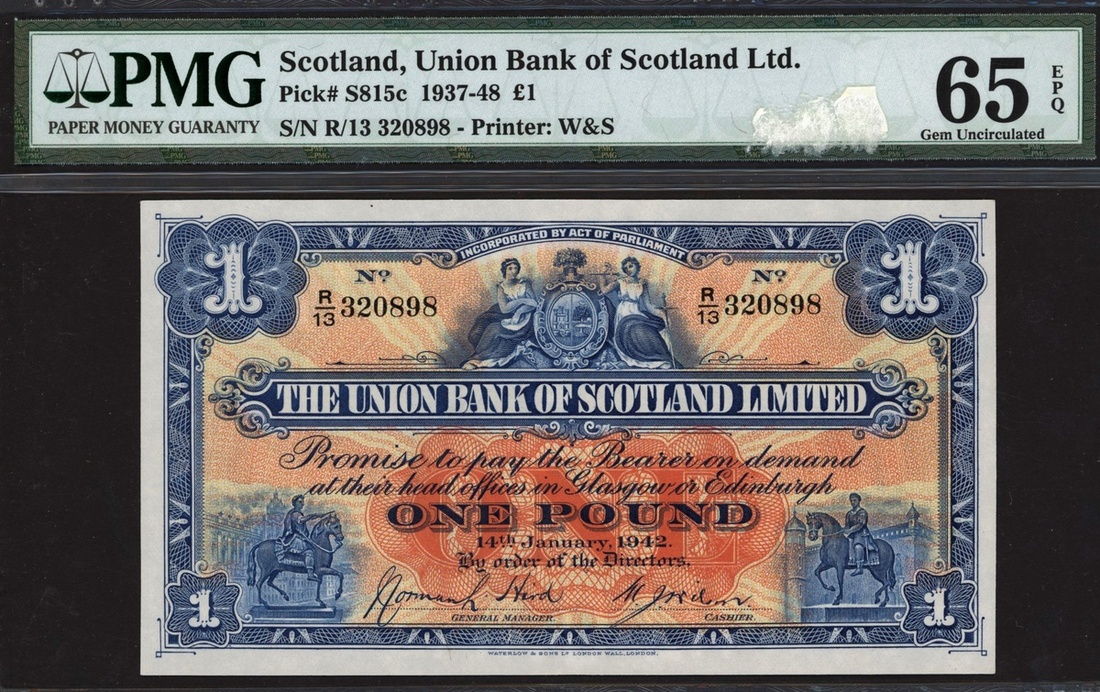 PMG
PAPER MONEY GUARANTY
Scotland, Union Bank of Scotland Ltd.
Pick# S815c 1937-48 £1
S/N R/13 320898 - Printer: W&S
65 EPQ
Gem Uncirculated
INCORPORATED BY ACT OF PARLIAMENT
1 1
Nº Nº
R/13 320898 R/13 320898
THE UNION BANK OF SCOTLAND LIMITED
Promise to pay the Bearer on demand
at their head offices in Glasgow or Edinburgh
ONE
ONE POUND
14th January, 1942.
By order of the Directors,
Norman L Hird
GENERAL MANAGER. CASHIER.
1 1
WATERLOW & SONS Ld LONDON WALL, LONDON.